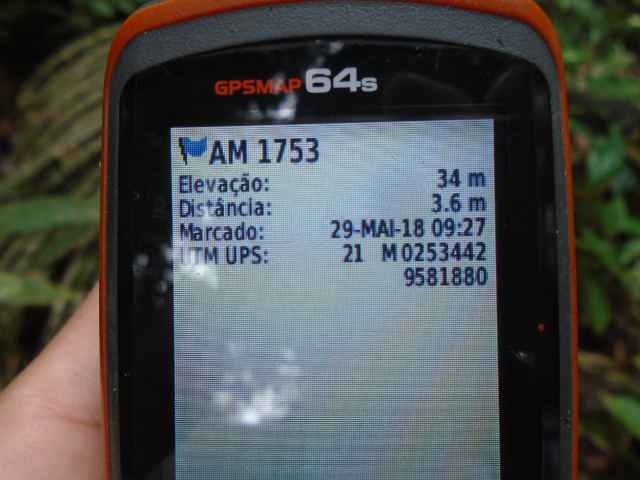 GPSMAP 64s
AM 1753
Elevação: 34 m
Distância: 3.6 m
Marcado: 29-MAI-18 09:27
UTM UPS: 21 M 0253442
9581880